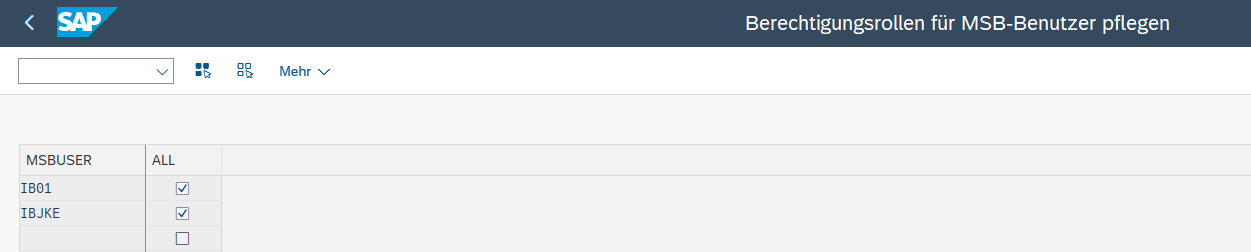 SAP
Berechtigungsrollen für MSB-Benutzer pflegen
Mehr
MSBUSER ALL
IB01
IBJKE